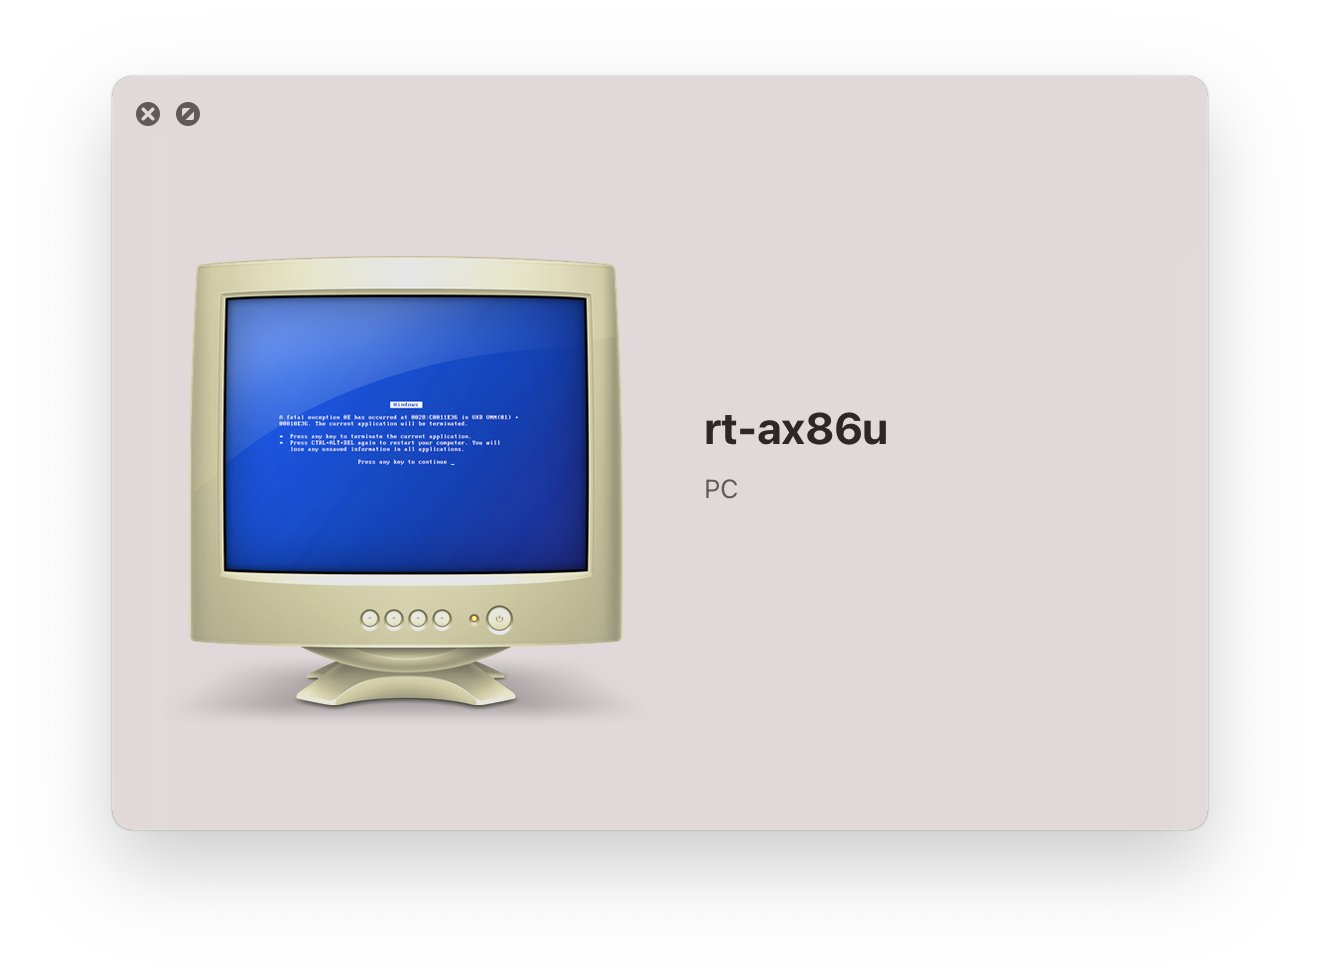 Windows
A fatal exception 0E has occurred at 0028:C0011E36 in VXD VMM(01) +
00010E36. The current application will be terminated.
* Press any key to terminate the current application.
* Press CTRL+ALT+DEL again to restart your computer. You will
lose any unsaved information in all applications.
Press any key to continue _
rt-ax86u
PC